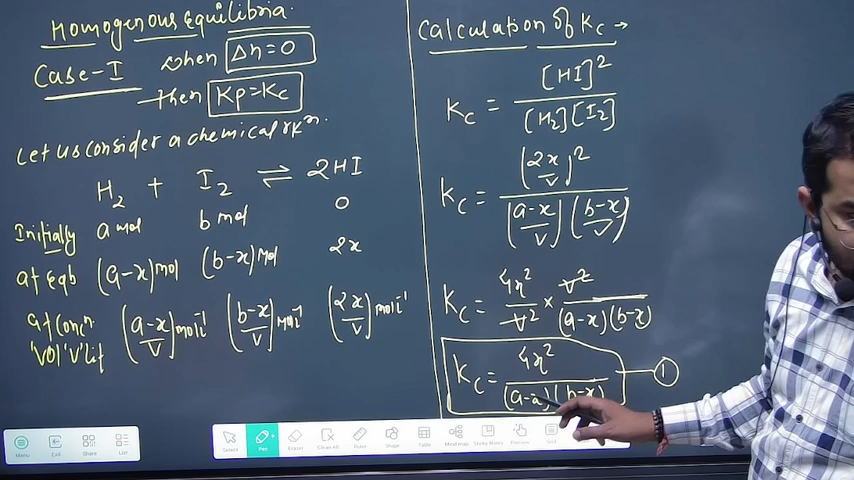 Homogenous Equilibria.
Case-I when Δn=0
Then Kp=Kc
Let us consider a chemical rxⁿ.
H₂ + I₂ ⇌ 2HI
Initially a mol b mol 0
at eqb (a-x)mol (b-x)mol 2x
at concⁿ 'vol' 'v' lit (a-x/V) mol l⁻¹ (b-x/V) mol l⁻¹ (2x/V) mol l⁻¹
Calculation of Kc →
Kc = [HI]² / [H₂][I₂]
Kc = (2x/V)² / (a-x/V)(b-x/V)
Kc = 4x²/V² × V²/(a-x)(b-x)
Kc = 4x²/(a-x)(b-x) — 1
Menu Exit Share List
Select Pen Eraser Clean All Ruler Shape Table Mind map Sticky Notes Preview Grid